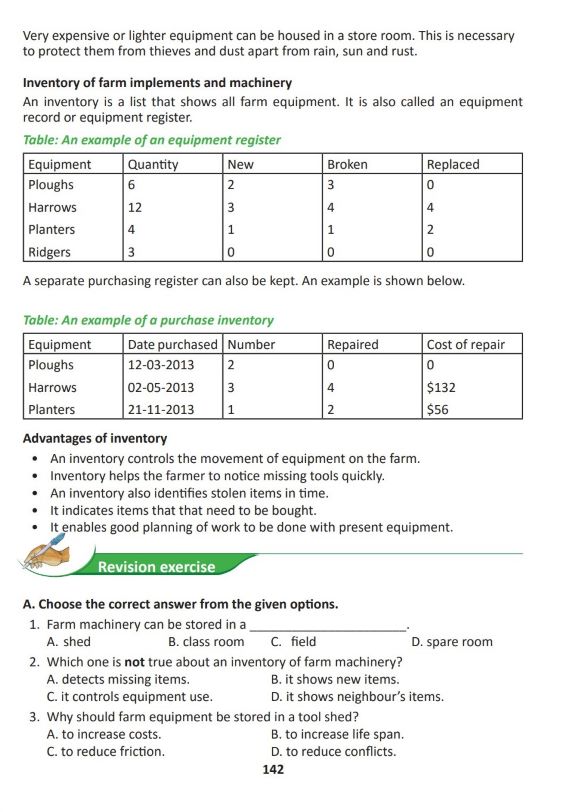 Very expensive or lighter equipment can be housed in a store room. This is necessary
to protect them from thieves and dust apart from rain, sun and rust.
Inventory of farm implements and machinery
An inventory is a list that shows all farm equipment. It is also called an equipment
record or equipment register.
Table: An example of an equipment register
Equipment Quantity New Broken Replaced
Ploughs 6 2 3 0
Harrows 12 3 4 4
Planters 4 1 1 2
Ridgers 3 0 0 0
A separate purchasing register can also be kept. An example is shown below.
Table: An example of a purchase inventory
Equipment Date purchased Number Repaired Cost of repair
Ploughs 12-03-2013 2 0 0
Harrows 02-05-2013 3 4 $132
Planters 21-11-2013 1 2 $56
Advantages of inventory
• An inventory controls the movement of equipment on the farm.
• Inventory helps the farmer to notice missing tools quickly.
• An inventory also identifies stolen items in time.
• It indicates items that that need to be bought.
• It enables good planning of work to be done with present equipment.
Revision exercise
A. Choose the correct answer from the given options.
1. Farm machinery can be stored in a ______________________.
A. shed B. class room C. field D. spare room
2. Which one is not true about an inventory of farm machinery?
A. detects missing items. B. it shows new items.
C. it controls equipment use. D. it shows neighbour's items.
3. Why should farm equipment be stored in a tool shed?
A. to increase costs. B. to increase life span.
C. to reduce friction. D. to reduce conflicts.
142